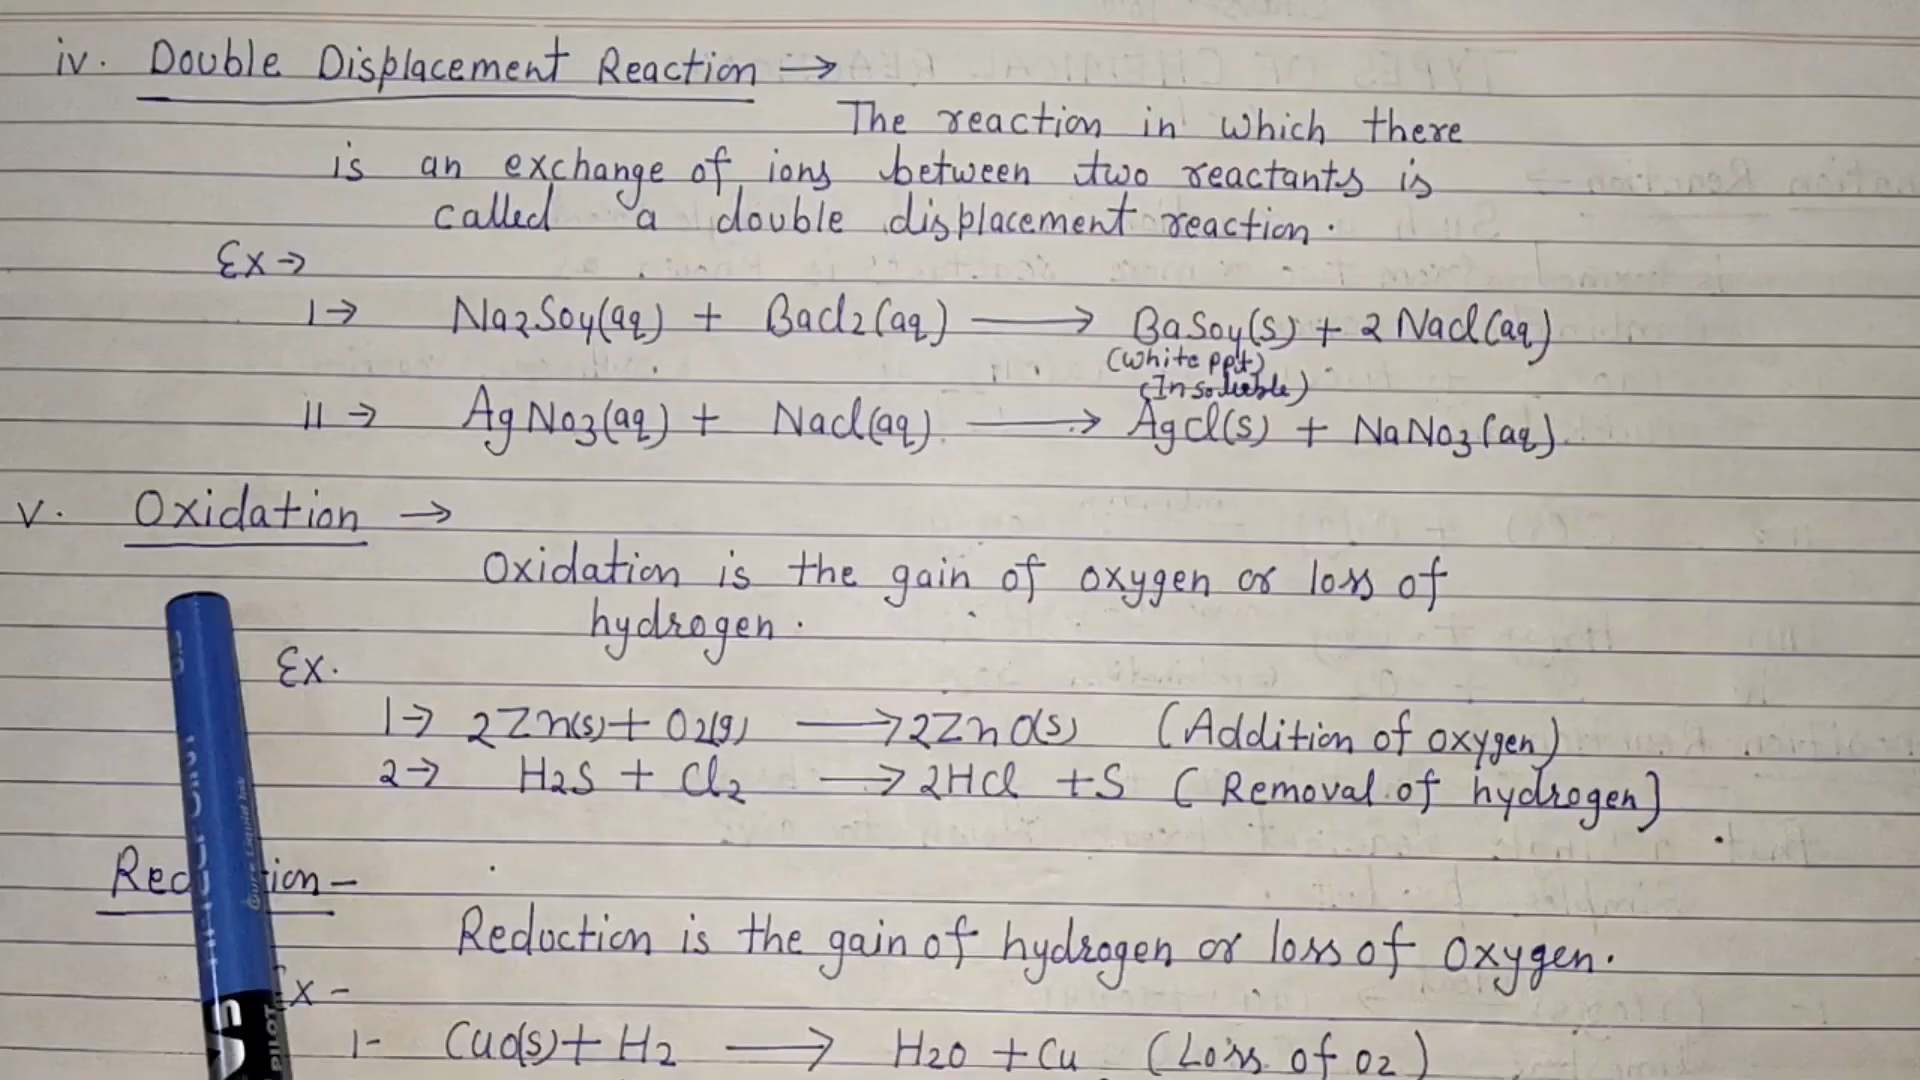 iv. Double Displacement Reaction →
The reaction in which there
is an exchange of ions between two reactants is
called a double displacement reaction.
Ex →
1→ Na2So4(aq) + Bacl2(aq) ⟶ BaSo4(s) + 2 Nacl(aq)
(White ppt)
(Insoluble)
11→ AgNo3(aq) + Nacl(aq) ⟶ Agcl(s) + NaNo3(aq).
v. Oxidation →
Oxidation is the gain of oxygen or loss of
hydrogen.
Ex.
1→ 2Zn(s) + O2(g) ⟶ 2ZnO(s) (Addition of oxygen)
2→ H2S + Cl2 ⟶ 2HCl + S (Removal of hydrogen)
Reduction -
Reduction is the gain of hydrogen or loss of oxygen.
Ex -
1- CuO(s) + H2 ⟶ H2O + Cu (Loss of O2)
V5
PILOT